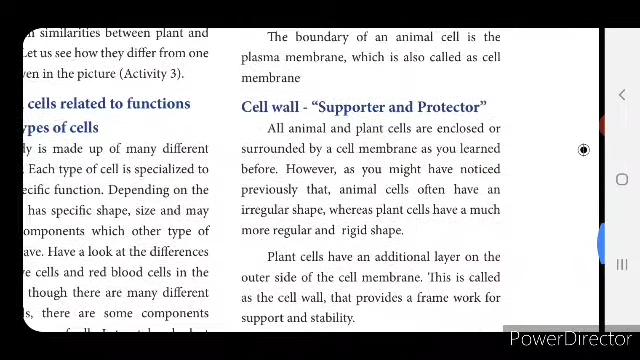 n similarities between plant and
Let us see how they differ from one
ven in the picture (Activity 3).
cells related to functions
ypes of cells
y is made up of many different
. Each type of cell is specialized to
ecific function. Depending on the
has specific shape, size and may
omponents which other type of
ave. Have a look at the differences
e cells and red blood cells in the
though there are many different
s, there are some components
The boundary of an animal cell is the
plasma membrane, which is also called as cell
membrane
Cell wall - “Supporter and Protector”
All animal and plant cells are enclosed or
surrounded by a cell membrane as you learned
before. However, as you might have noticed
previously that, animal cells often have an
irregular shape, whereas plant cells have a much
more regular and rigid shape.
Plant cells have an additional layer on the
outer side of the cell membrane. This is called
as the cell wall, that provides a frame work for
support and stability.
PowerDirector